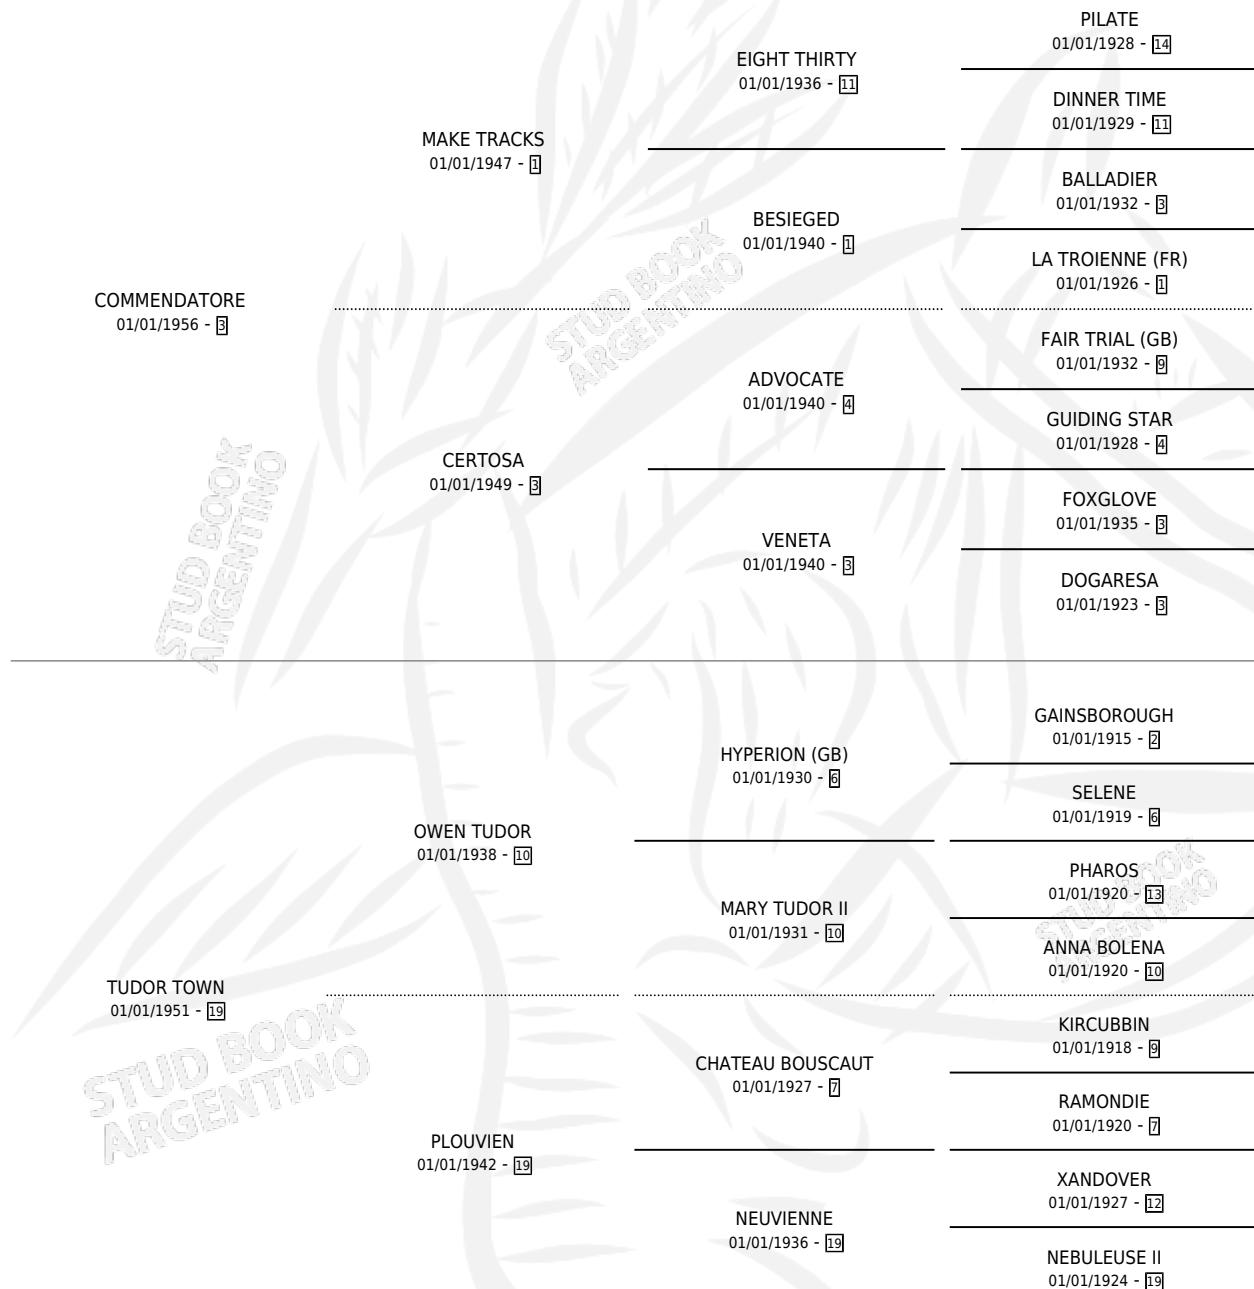 PILATE
01/01/1928 - 14
EIGHT THIRTY
01/01/1936 - 11
DINNER TIME
01/01/1929 - 11
MAKE TRACKS
01/01/1947 - 1
BALLADIER
01/01/1932 - 3
BESIEGED
01/01/1940 - 1
LA TROIENNE (FR)
01/01/1926 - 1
COMMENDATORE
01/01/1956 - 3
FAIR TRIAL (GB)
01/01/1932 - 9
ADVOCATE
01/01/1940 - 4
GUIDING STAR
01/01/1928 - 4
CERTOSA
01/01/1949 - 3
FOXGLOVE
01/01/1935 - 3
VENETA
01/01/1940 - 3
DOGARESA
01/01/1923 - 3
GAINSBOROUGH
01/01/1915 - 2
HYPERION (GB)
01/01/1930 - 6
SELENE
01/01/1919 - 6
OWEN TUDOR
01/01/1938 - 10
PHAROS
01/01/1920 - 13
MARY TUDOR II
01/01/1931 - 10
ANNA BOLENA
01/01/1920 - 10
TUDOR TOWN
01/01/1951 - 19
KIRCUBBIN
01/01/1918 - 9
CHATEAU BOUSCAUT
01/01/1927 - 7
RAMONDIE
01/01/1920 - 7
PLOUVIEN
01/01/1942 - 19
XANDOVER
01/01/1927 - 12
NEUVIENNE
01/01/1936 - 19
NEBULEUSE II
01/01/1924 - 19
STUD BOOK
ARGENTINO
STUD BOOK
ARGENTINO
STUD BOOK
ARGENTINO
STUD BOOK
ARGENTINO